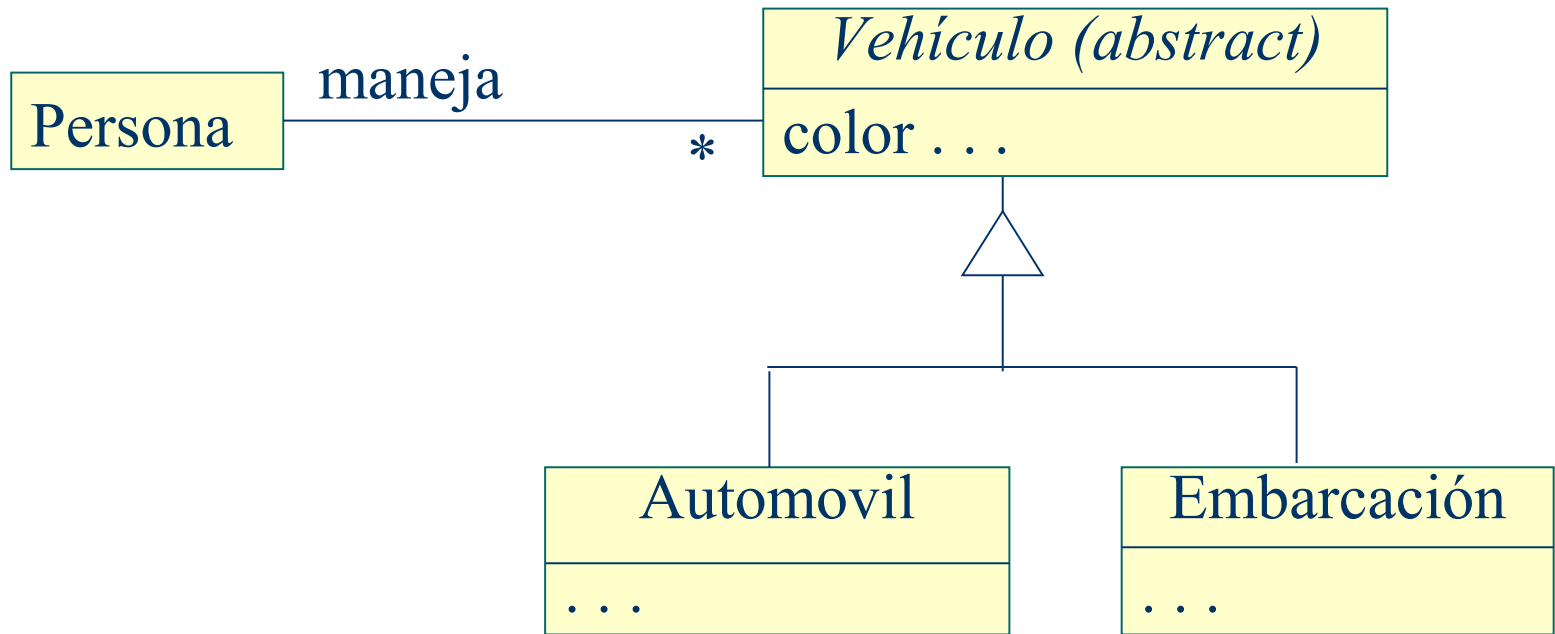 Vehículo (abstract)
maneja
Persona
*
color . . .
Automovil
Embarcación
. . .
. . .